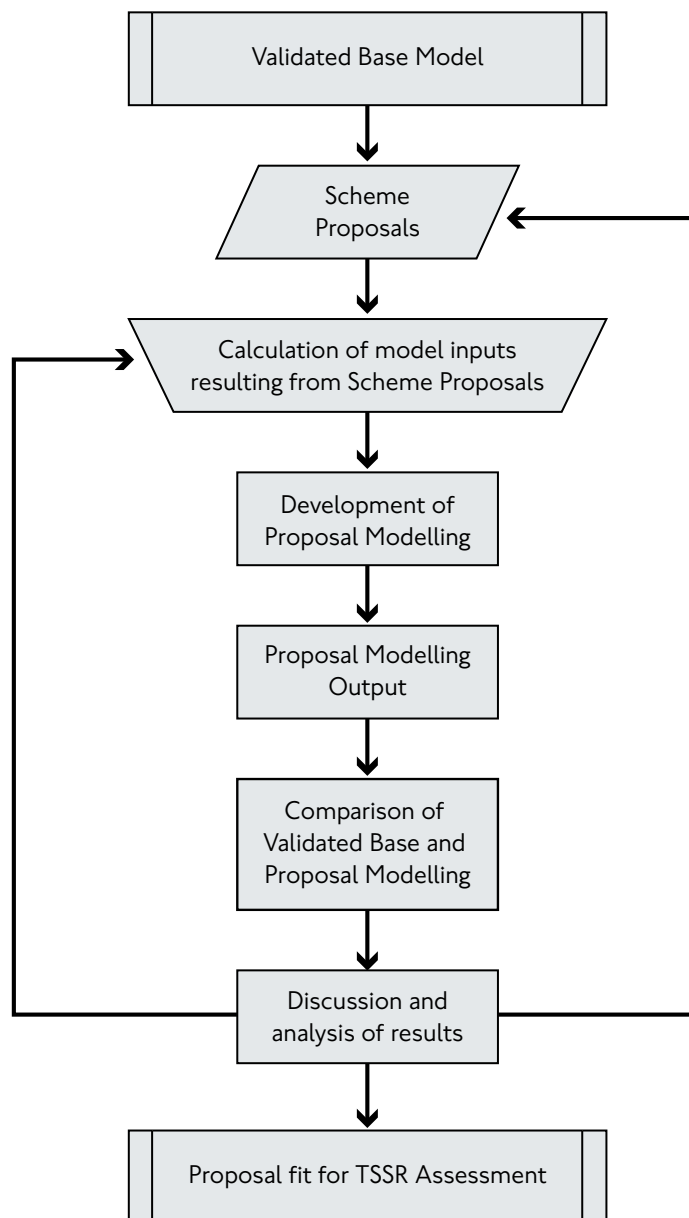 Validated Base Model
Scheme
Proposals
Calculation of model inputs
resulting from Scheme Proposals
Development of
Proposal Modelling
Proposal Modelling
Output
Comparison of
Validated Base and
Proposal Modelling
Discussion and
analysis of results
Proposal fit for TSSR Assessment